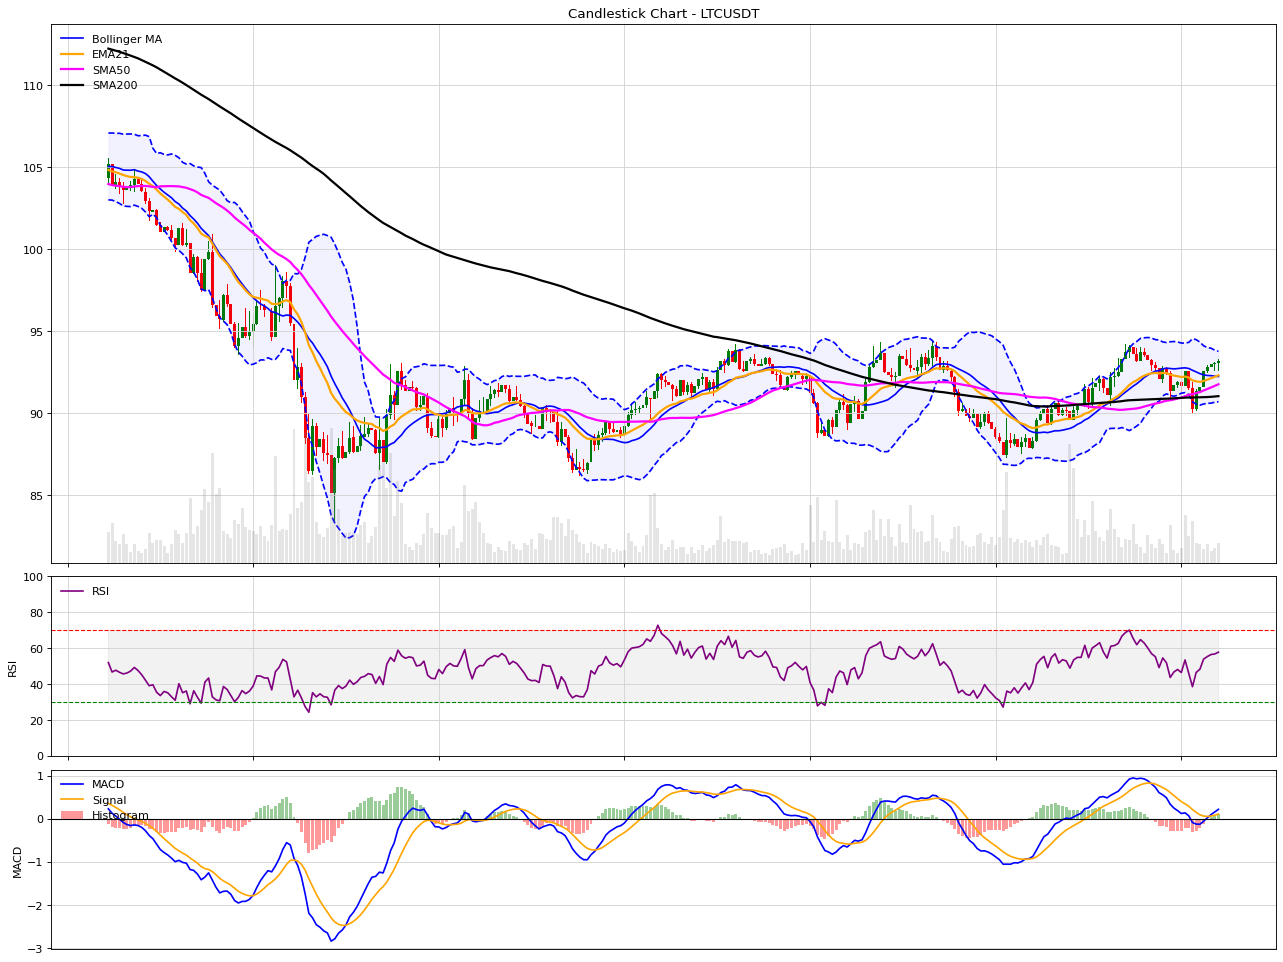 Candlestick Chart - LTCUSDT
Bollinger MA
EMA21
SMA50
SMA200
110
105
100
95
90
85
RSI
100
80
60
40
20
0
RSI
MACD
Signal
Histogram
1
0
−1
−2
−3
MACD